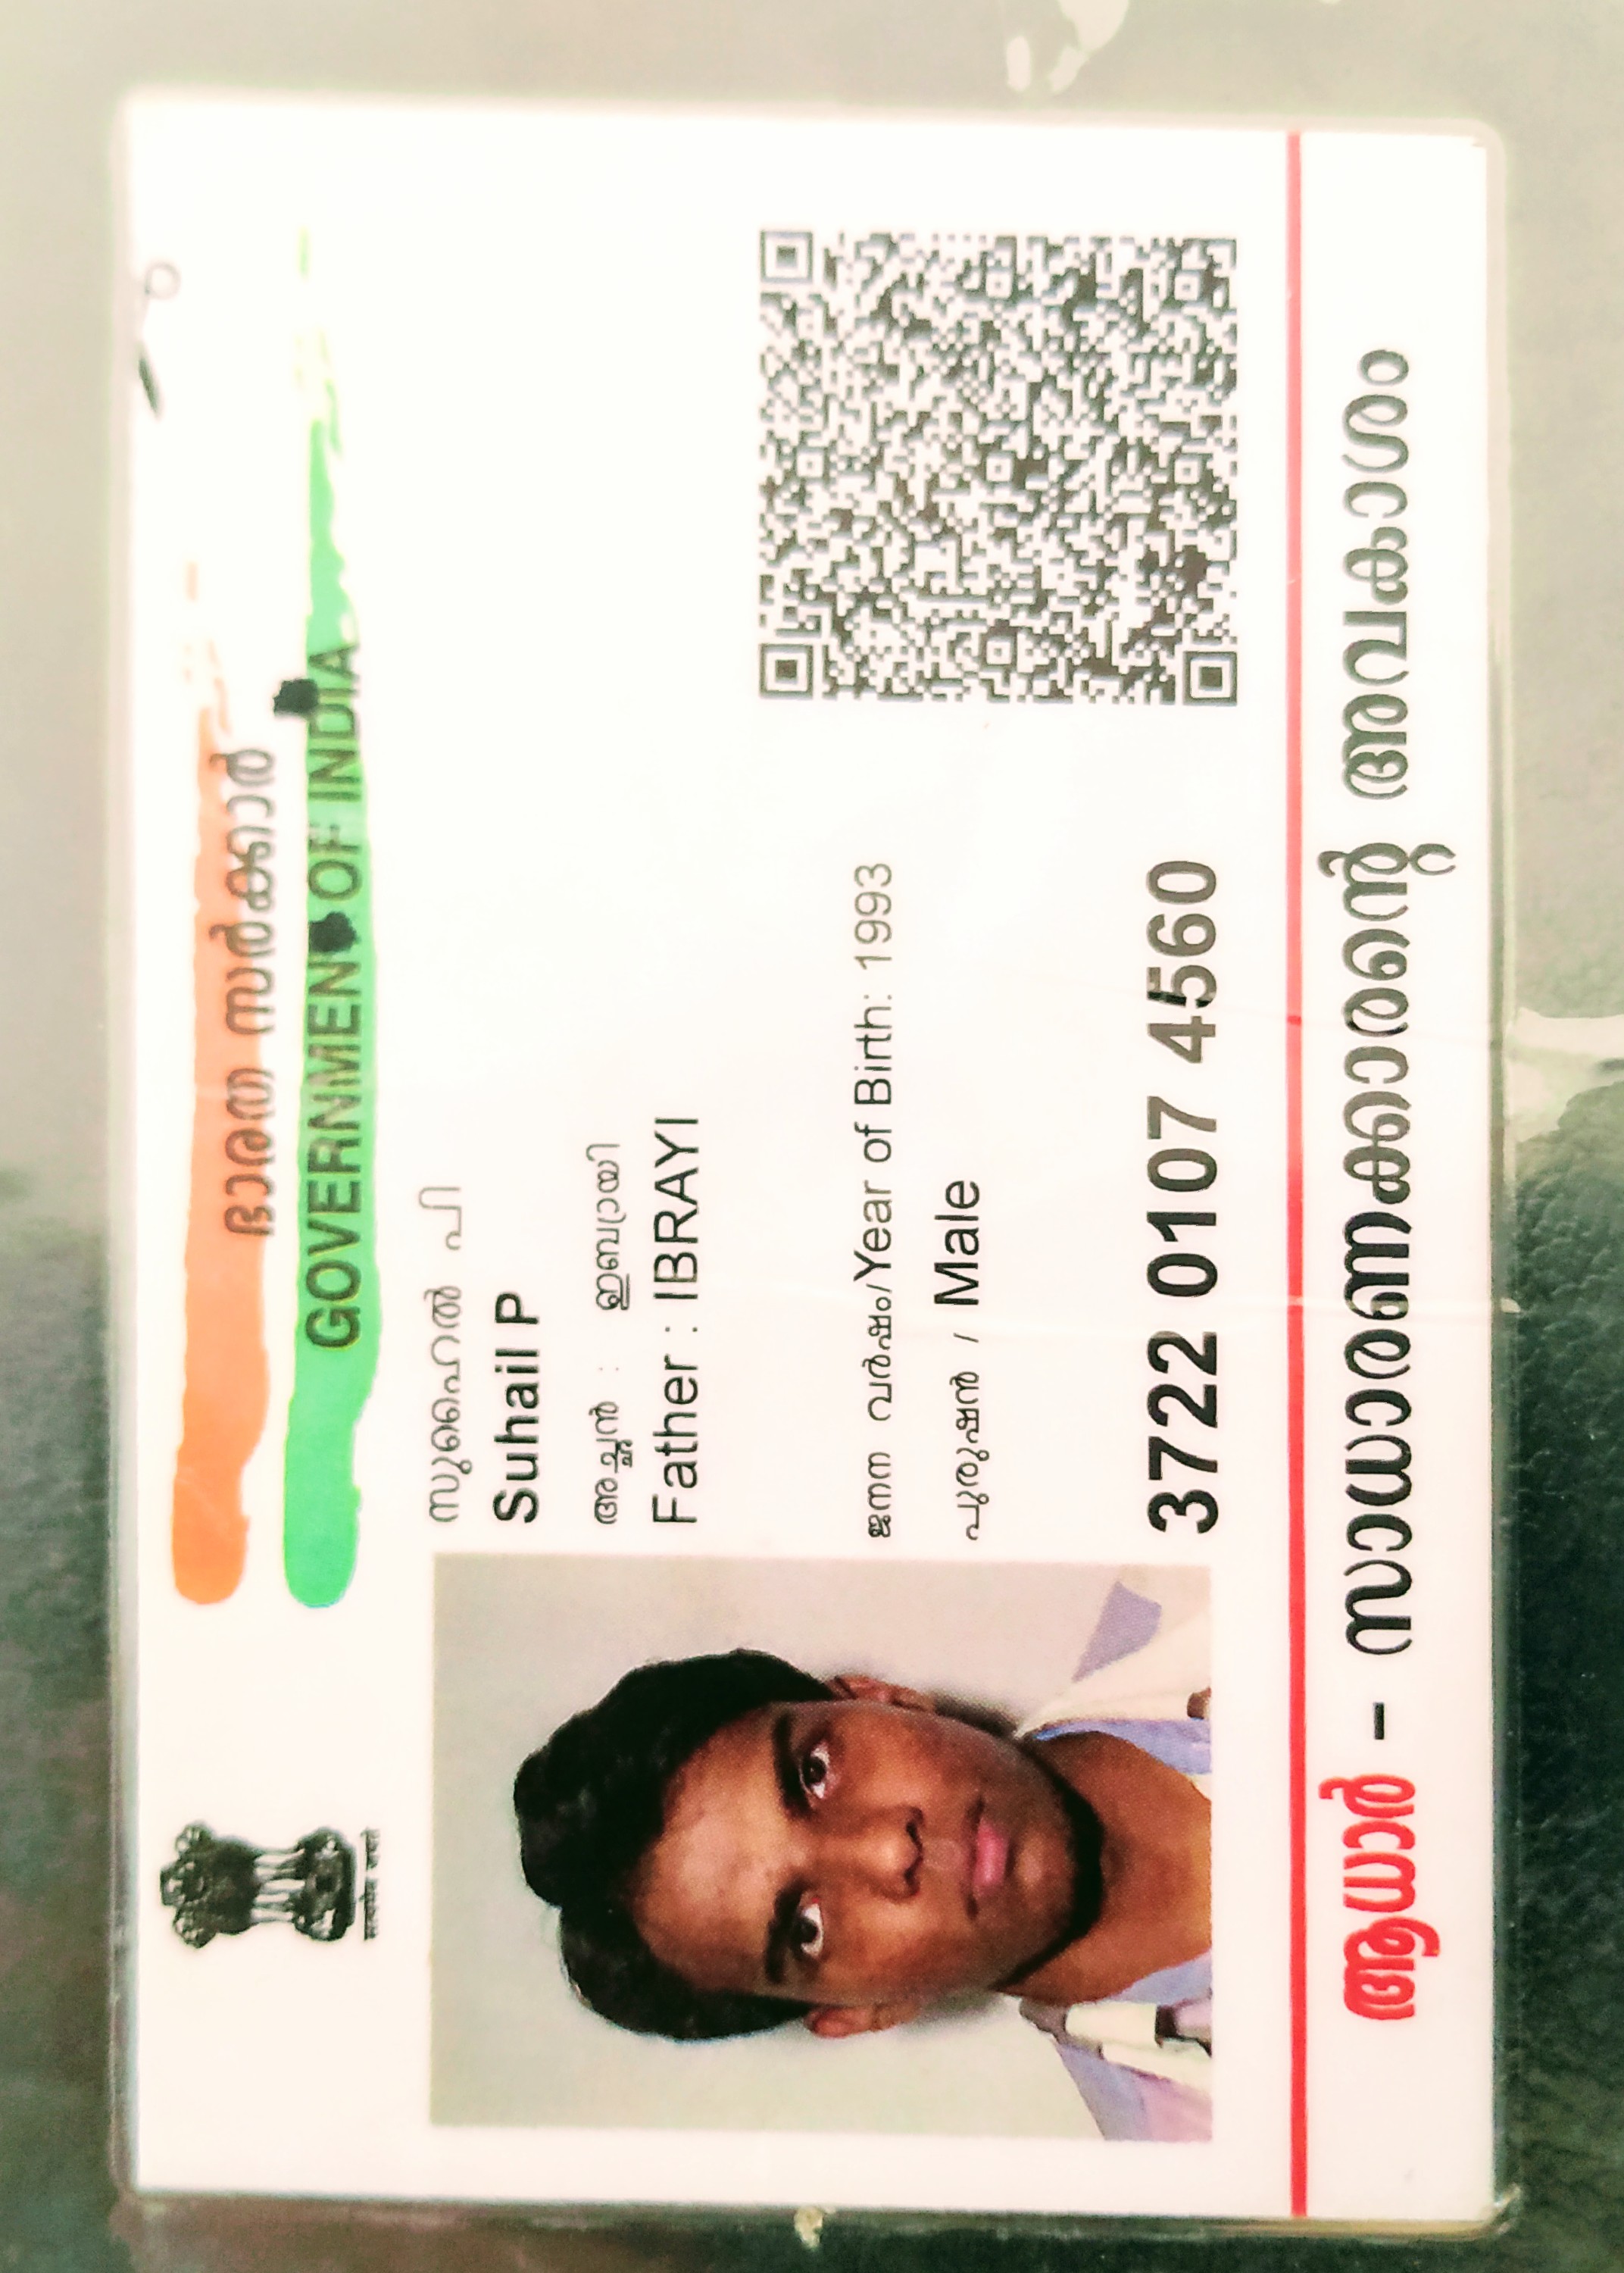 ഭാരത സർക്കാർ
GOVERNMENT OF INDIA
സുഹൈൽ പി
Suhail P
അച്ഛൻ : ഇബ്രായി
Father : IBRAYI
ജനന വർഷം/Year of Birth: 1993
പുരുഷൻ / Male
3722 0107 4560
ആധാർ - സാധാരണക്കാരന്റെ അവകാശം